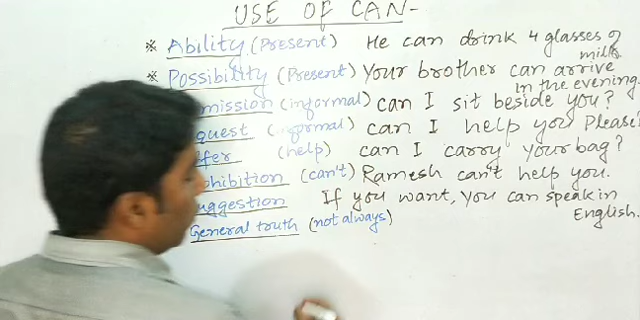 USE OF CAN-
* Ability (Present) He can drink 4 glasses of milk.
* Possibility (Present) Your brother can arrive in the evening.
mission (informal) can I sit beside you?
quest can I help you Please?
fer (help) can I carry your bag?
hibition (can't) Ramesh can't help you.
uggestion If you want, you can speak in English.
General truth (not always)